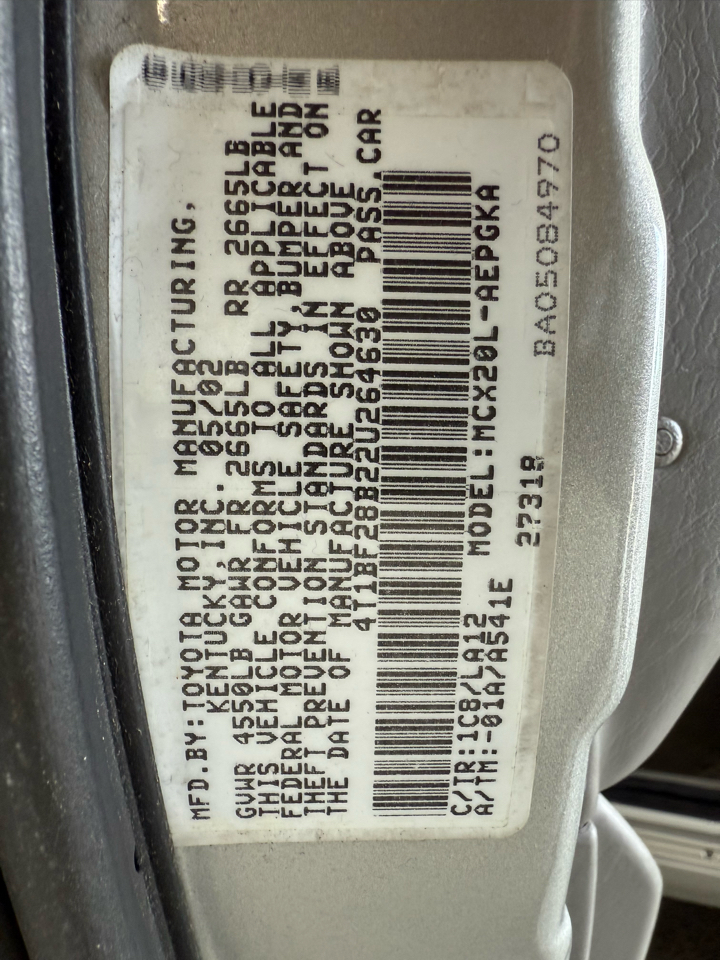 MFD.BY:TOYOTA MOTOR MANUFACTURING,
KENTUCKY,INC. 05/02
GVWR 4550LB GAWR FR 2665LB RR 2665LB
THIS VEHICLE CONFORMS TO ALL APPLICABLE
FEDERAL MOTOR VEHICLE SAFETY,BUMPER AND
THEFT PREVENTION STANDARDS IN EFFECT ON
THE DATE OF MANUFACTURE SHOWN ABOVE
4T1BF28B22U264630 PASS.CAR
C/TR:1C8/LA12 MODEL:MCX20L-AEPGKA
A/TM:-01A/A541E
27318 BA05084970